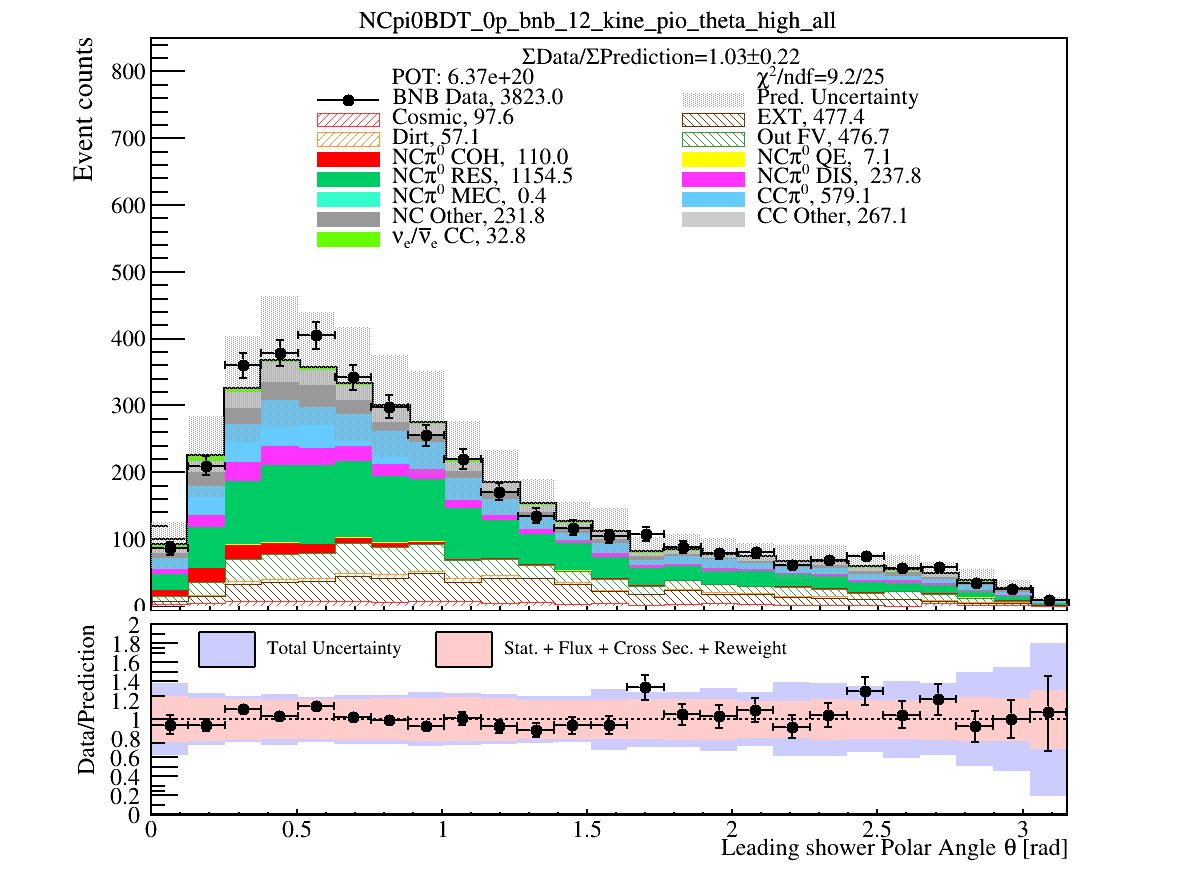 NCpi0BDT_0p_bnb_12_kine_pio_theta_high_all
ΣData/ΣPrediction=1.03±0.22
POT: 6.37e+20
χ²/ndf=9.2/25
BNB Data, 3823.0
Pred. Uncertainty
Cosmic, 97.6
EXT, 477.4
Dirt, 57.1
Out FV, 476.7
NCπ⁰ COH, 110.0
NCπ⁰ QE, 7.1
NCπ⁰ RES, 1154.5
NCπ⁰ DIS, 237.8
NCπ⁰ MEC, 0.4
CCπ⁰, 579.1
NC Other, 231.8
CC Other, 267.1
νₑ/ν̅ₑ CC, 32.8
Event counts
800
700
600
500
400
300
200
100
0
Total Uncertainty
Stat. + Flux + Cross Sec. + Reweight
Data/Prediction
2
1.8
1.6
1.4
1.2
1
0.8
0.6
0.4
0.2
0
0 0.5 1 1.5 2 2.5 3
Leading shower Polar Angle θ [rad]